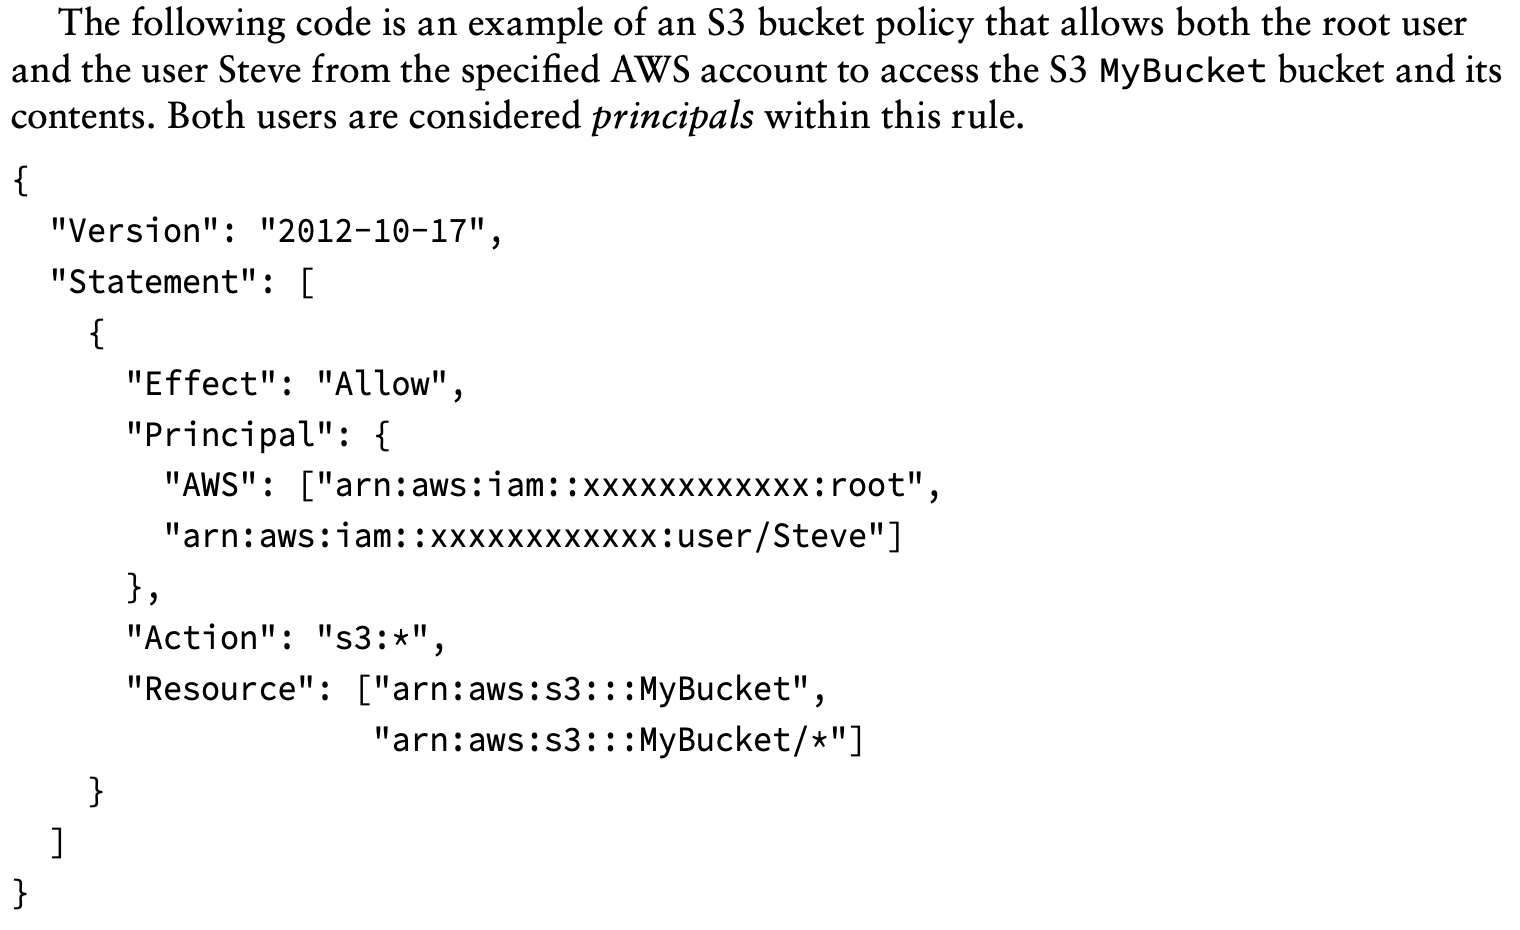 The following code is an example of an S3 bucket policy that allows both the root user
and the user Steve from the specified AWS account to access the S3 MyBucket bucket and its
contents. Both users are considered principals within this rule.
{
  "Version": "2012-10-17",
  "Statement": [
    {
      "Effect": "Allow",
      "Principal": {
        "AWS": ["arn:aws:iam::xxxxxxxxxxxx:root",
        "arn:aws:iam::xxxxxxxxxxxx:user/Steve"]
      },
      "Action": "s3:*",
      "Resource": ["arn:aws:s3:::MyBucket",
                   "arn:aws:s3:::MyBucket/*"]
    }
  ]
}